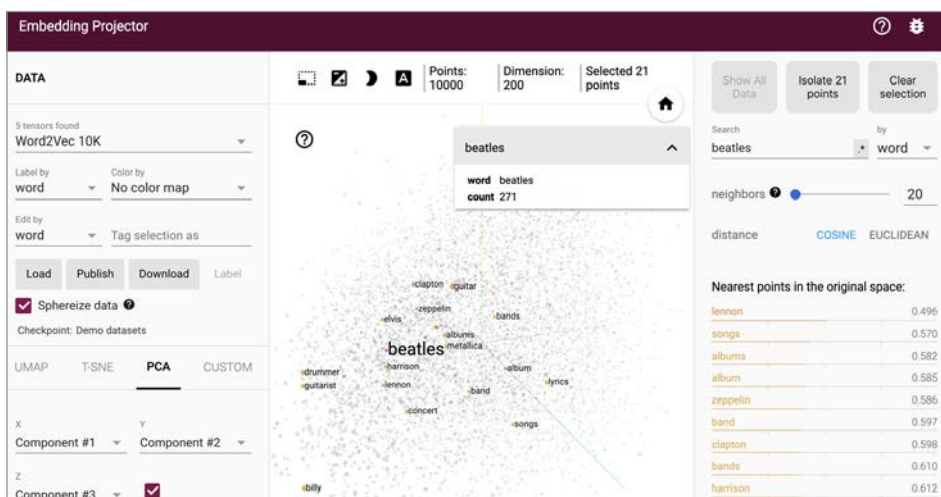 Embedding Projector
DATA
5 tensors found
Word2Vec 10K
Label by
word
Color by
No color map
Edit by
word
Tag selection as
Load
Publish
Download
Label
Sphereize data
Checkpoint: Demo datasets
UMAP
T-SNE
PCA
CUSTOM
X
Component #1
Y
Component #2
Z
Component #3
A
Points:
10000
Dimension:
200
Selected 21
points
beatles
word beatles
count 271
clapton
guitar
zeppelin
elvis
bands
albums
beatles
metallica
harrison
album
drummer
guitarist
lennon
band
lyrics
concert
songs
billy
Show All
Data
Isolate 21
points
Clear
selection
Search
beatles
.*
by
word
neighbors
20
distance
COSINE
EUCLIDEAN
Nearest points in the original space:
lennon 0.496
songs 0.570
albums 0.582
album 0.585
zeppelin 0.586
band 0.597
clapton 0.598
bands 0.610
harrison 0.612